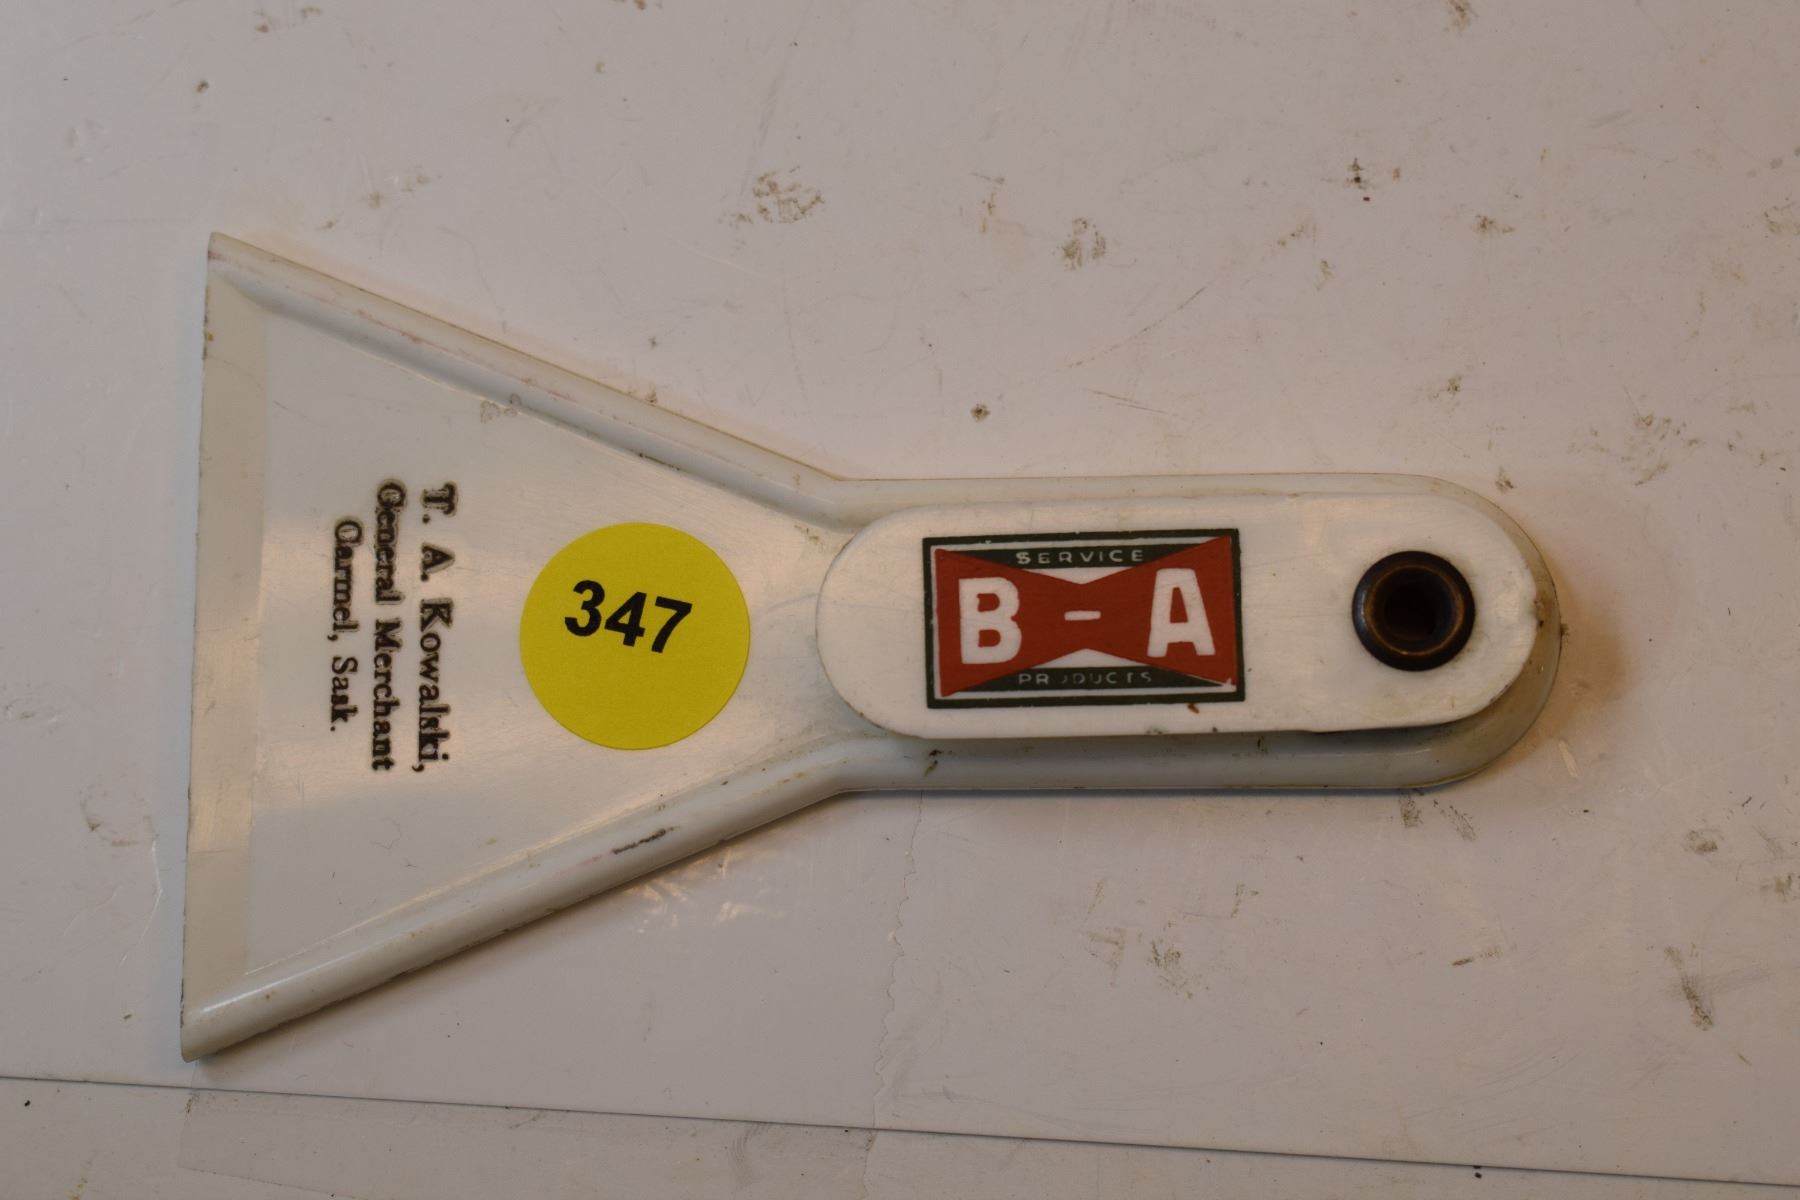 T. A. Kowalski,
General Merchant
Carmel, Sask.
347
SERVICE
B-A
PRODUCTS